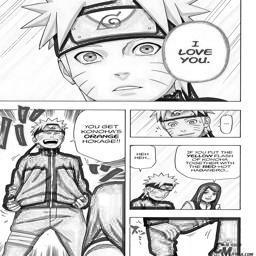 I
LOVE
YOU.
IF YOU PUT THE
YELLOW FLASH
OF KONOHA
TOGETHER WITH
THE RED-HOT
HABANERO...
HEH
HEH...
YOU GET
KONOHA'S
ORANGE
HOKAGE!!